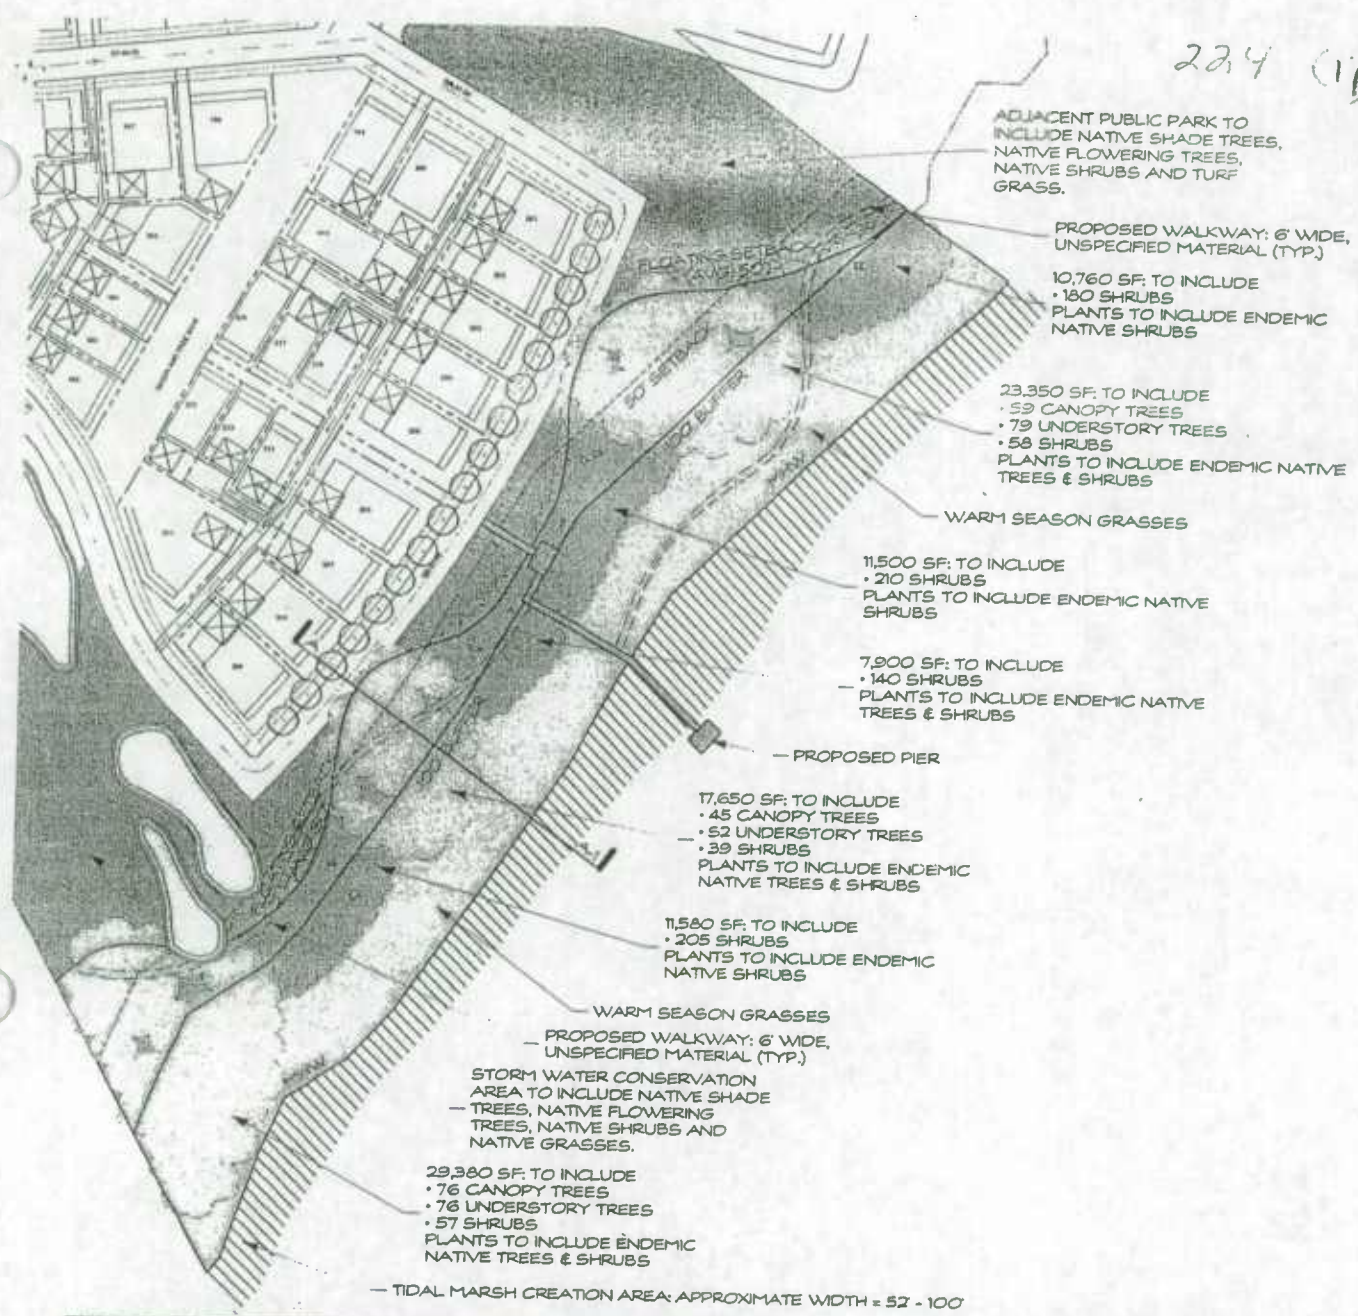 22,4
ADJACENT PUBLIC PARK TO
INCLUDE NATIVE SHADE TREES,
NATIVE FLOWERING TREES,
NATIVE SHRUBS AND TURF
GRASS.
PROPOSED WALKWAY: 6' WIDE,
UNSPECIFIED MATERIAL (TYP.)
10,760 SF: TO INCLUDE
• 180 SHRUBS
PLANTS TO INCLUDE ENDEMIC
NATIVE SHRUBS
FLOATING SETBACK
AVG 50'
50' SETBACK
100' BUFFER
23,350 SF: TO INCLUDE
• 59 CANOPY TREES
• 79 UNDERSTORY TREES
• 58 SHRUBS
PLANTS TO INCLUDE ENDEMIC NATIVE
TREES & SHRUBS
MHW
WARM SEASON GRASSES
11,500 SF: TO INCLUDE
• 210 SHRUBS
PLANTS TO INCLUDE ENDEMIC NATIVE
SHRUBS
7,900 SF: TO INCLUDE
• 140 SHRUBS
PLANTS TO INCLUDE ENDEMIC NATIVE
TREES & SHRUBS
PROPOSED PIER
17,650 SF: TO INCLUDE
• 45 CANOPY TREES
• 52 UNDERSTORY TREES
• 39 SHRUBS
PLANTS TO INCLUDE ENDEMIC
NATIVE TREES & SHRUBS
11,580 SF: TO INCLUDE
• 205 SHRUBS
PLANTS TO INCLUDE ENDEMIC
NATIVE SHRUBS
WARM SEASON GRASSES
PROPOSED WALKWAY: 6' WIDE,
UNSPECIFIED MATERIAL (TYP.)
STORM WATER CONSERVATION
AREA TO INCLUDE NATIVE SHADE
TREES, NATIVE FLOWERING
TREES, NATIVE SHRUBS AND
NATIVE GRASSES.
29,380 SF: TO INCLUDE
• 76 CANOPY TREES
• 76 UNDERSTORY TREES
• 57 SHRUBS
PLANTS TO INCLUDE ENDEMIC
NATIVE TREES & SHRUBS
TIDAL MARSH CREATION AREA: APPROXIMATE WIDTH = 52' - 100'